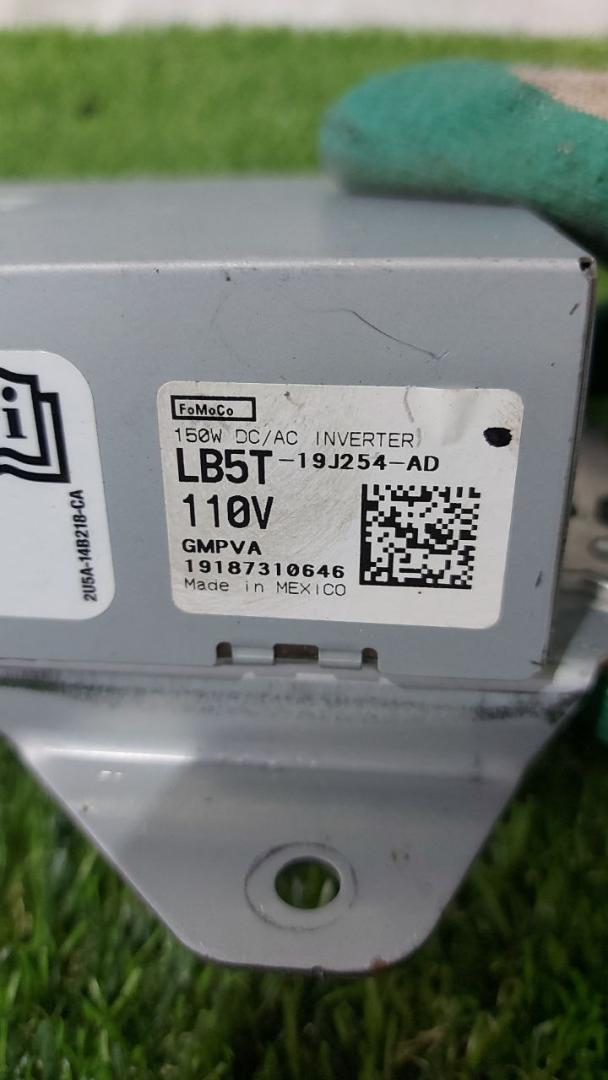 FoMoCo
150W DC/AC INVERTER
LB5T-19J254-AD
110V
GMPVA
19187310646
Made in MEXICO
i
2U5A-14B218-CA